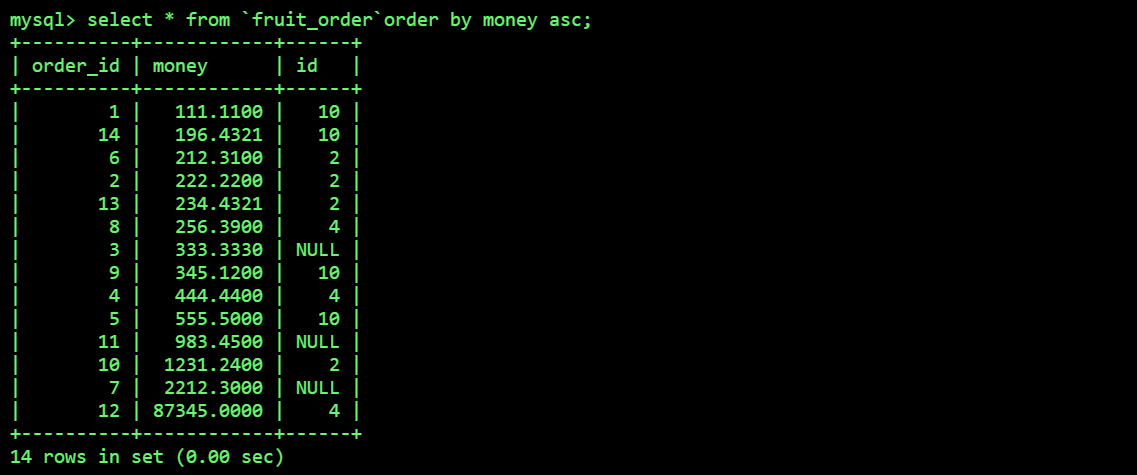 mysql> select * from `fruit_order`order by money asc;
+----------+------------+------+
| order_id | money      | id   |
+----------+------------+------+
|        1 |   111.1100 |   10 |
|       14 |   196.4321 |   10 |
|        6 |   212.3100 |    2 |
|        2 |   222.2200 |    2 |
|       13 |   234.4321 |    2 |
|        8 |   256.3900 |    4 |
|        3 |   333.3330 | NULL |
|        9 |   345.1200 |   10 |
|        4 |   444.4400 |    4 |
|        5 |   555.5000 |   10 |
|       11 |   983.4500 | NULL |
|       10 |  1231.2400 |    2 |
|        7 |  2212.3000 | NULL |
|       12 | 87345.0000 |    4 |
+----------+------------+------+
14 rows in set (0.00 sec)